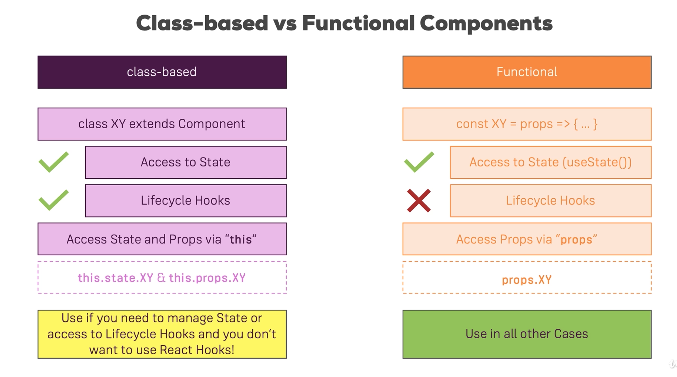 Class-based vs Functional Components
class-based
class XY extends Component
Access to State
Lifecycle Hooks
Access State and Props via “this”
this.state.XY & this.props.XY
Use if you need to manage State or
access to Lifecycle Hooks and you don’t
want to use React Hooks!
Functional
const XY = props => { ... }
Access to State (useState())
Lifecycle Hooks
Access Props via “props”
props.XY
Use in all other Cases